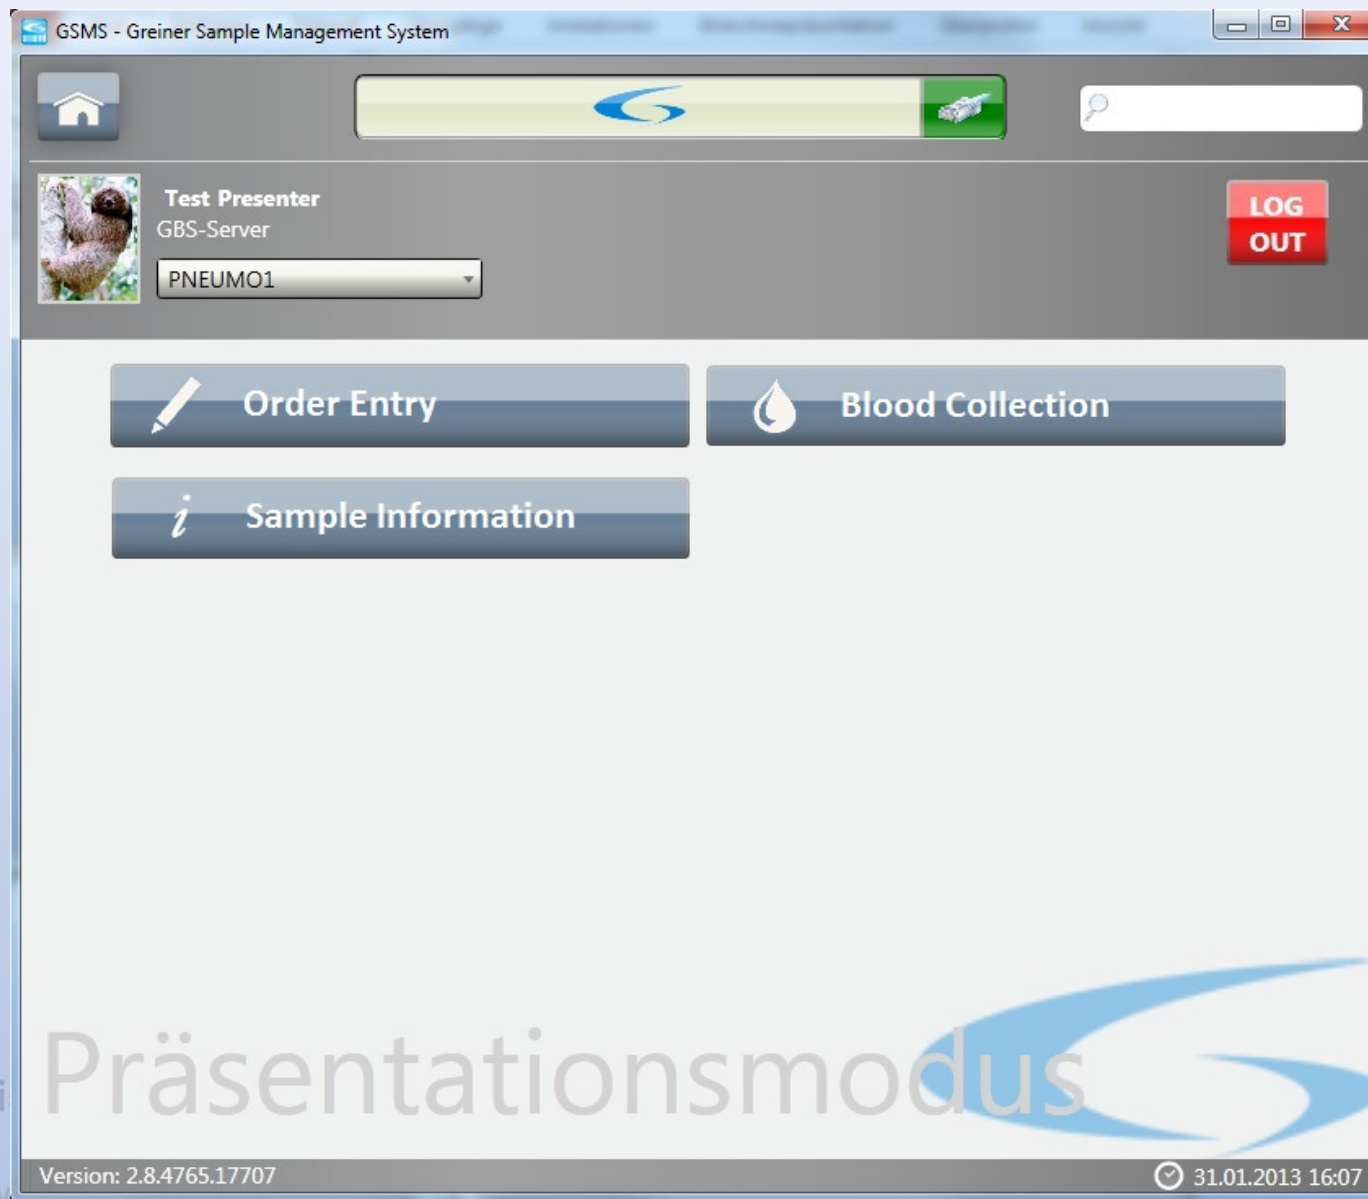 GSMS - Greiner Sample Management System
Test Presenter
GBS-Server
LOG
OUT
PNEUMO1
Order Entry
Blood Collection
Sample Information
Präsentationsmodus
Version: 2.8.4765.17707
31.01.2013 16:07